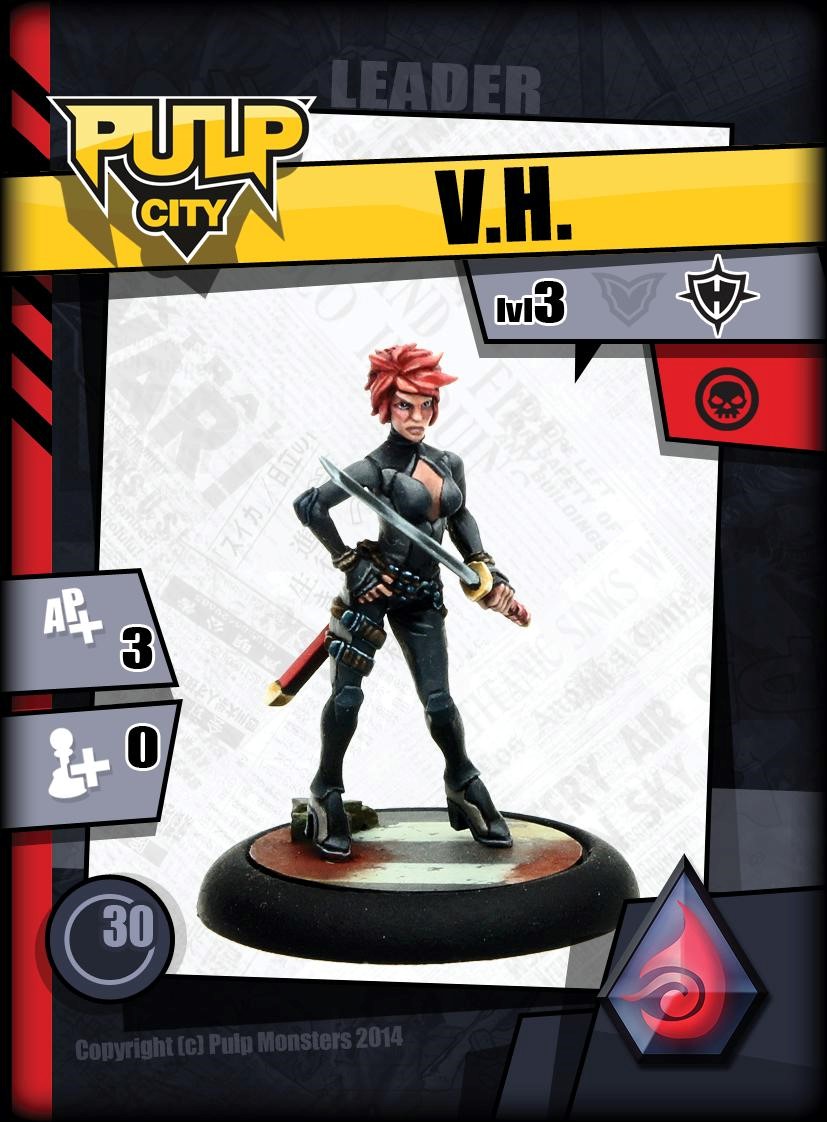 LEADER
PULP
CITY
V.H.
lvl3
AP+
3
0
30
Copyright (c) Pulp Monsters 2014